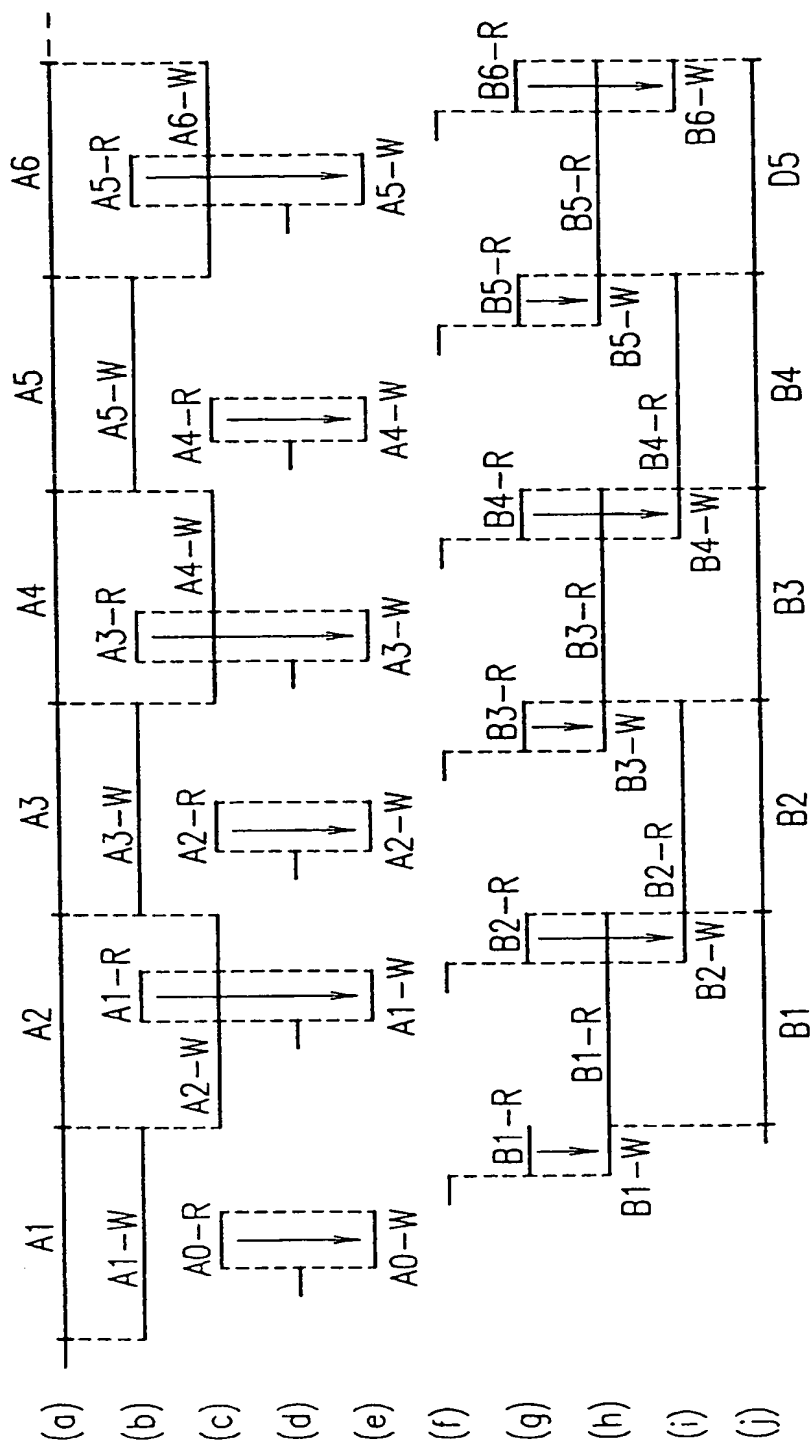 (a) A1 A2 A3 A4 A5 A6
(b) A1-W A1-R A3-W A3-R A5-W A5-R
(c) A0-R A2-W A2-R A4-W A4-R A6-W
(d)
(e) A0-W A1-W A2-W A3-W A4-W A5-W
(f)
(g) B1-R B2-R B3-R B4-R B5-R B6-R
(h) B1-W B1-R B3-W B3-R B5-W B5-R
(i) B2-W B2-R B4-W B4-R B6-W
(j) B1 B2 B3 B4 D5